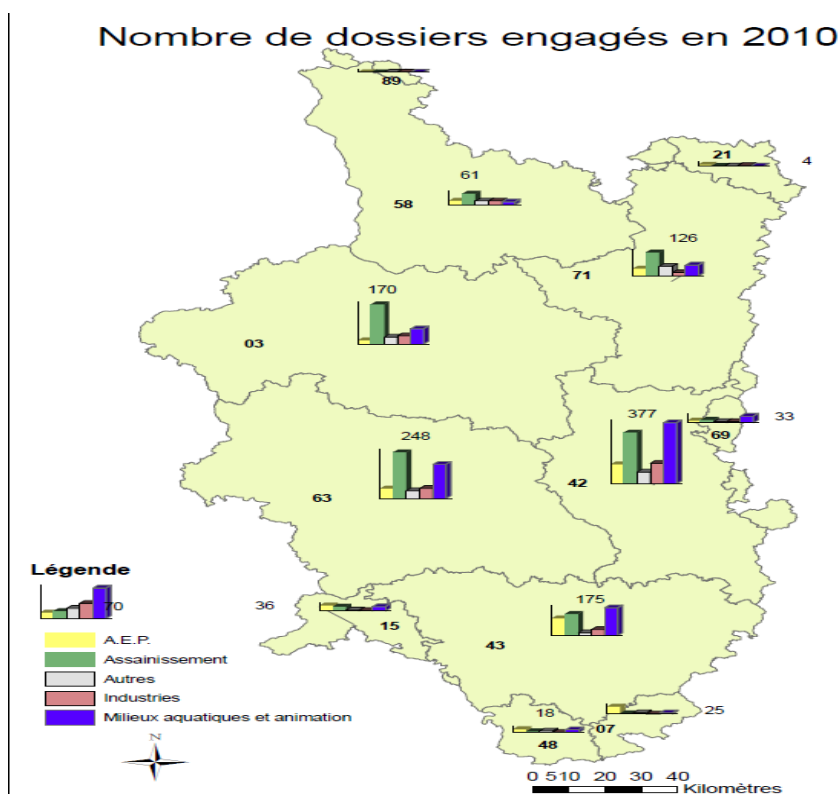 Nombre de dossiers engagés en 2010
89
21
4
61
58
126
71
170
03
377
33
69
248
42
63
Légende
70
36
175
15
A.E.P.
43
Assainissement
Autres
Industries
18
25
Milieux aquatiques et animation
07
N
48
0 5 10 20 30 40
Kilomètres